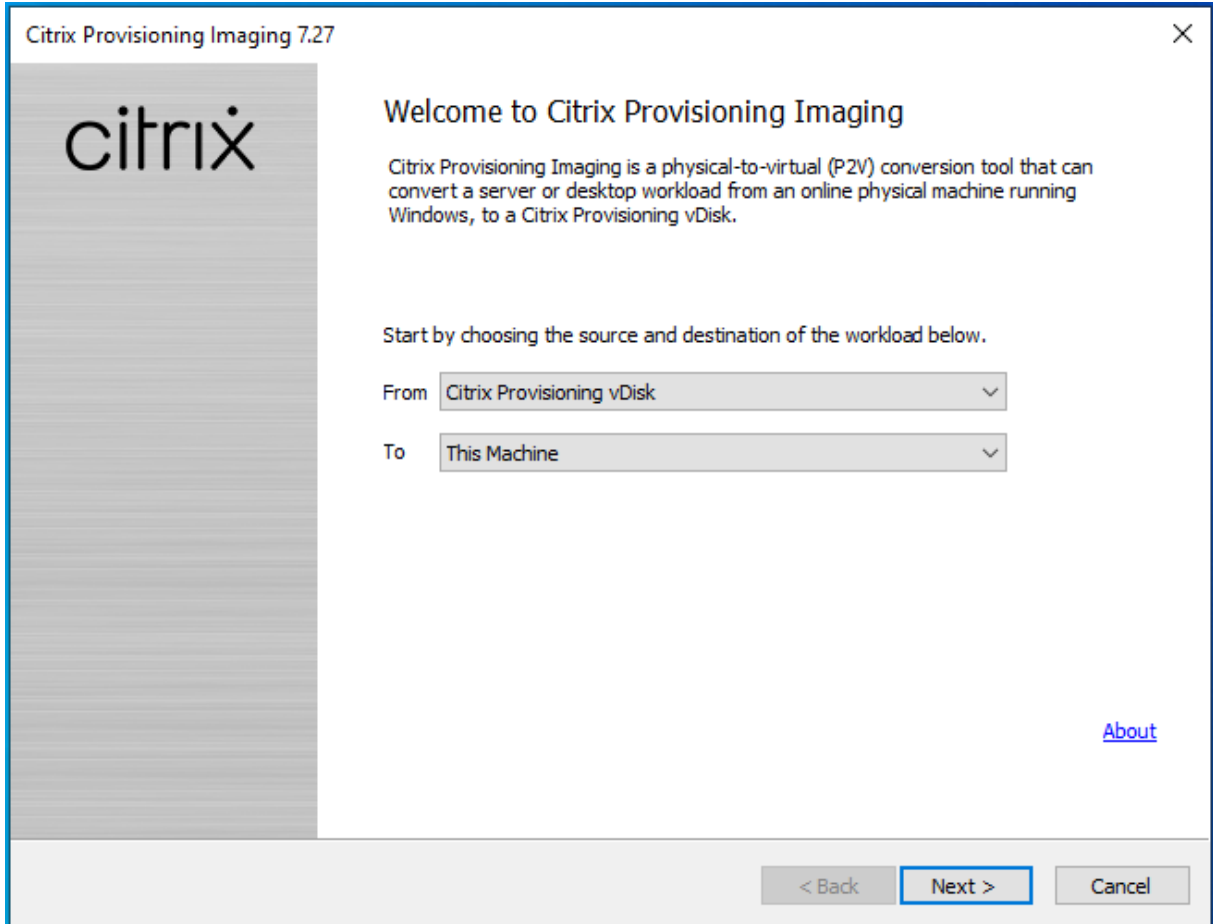 Citrix Provisioning Imaging 7.27
citrix
Welcome to Citrix Provisioning Imaging
Citrix Provisioning Imaging is a physical-to-virtual (P2V) conversion tool that can
convert a server or desktop workload from an online physical machine running
Windows, to a Citrix Provisioning vDisk.
Start by choosing the source and destination of the workload below.
From Citrix Provisioning vDisk
To This Machine
About
< Back Next > Cancel